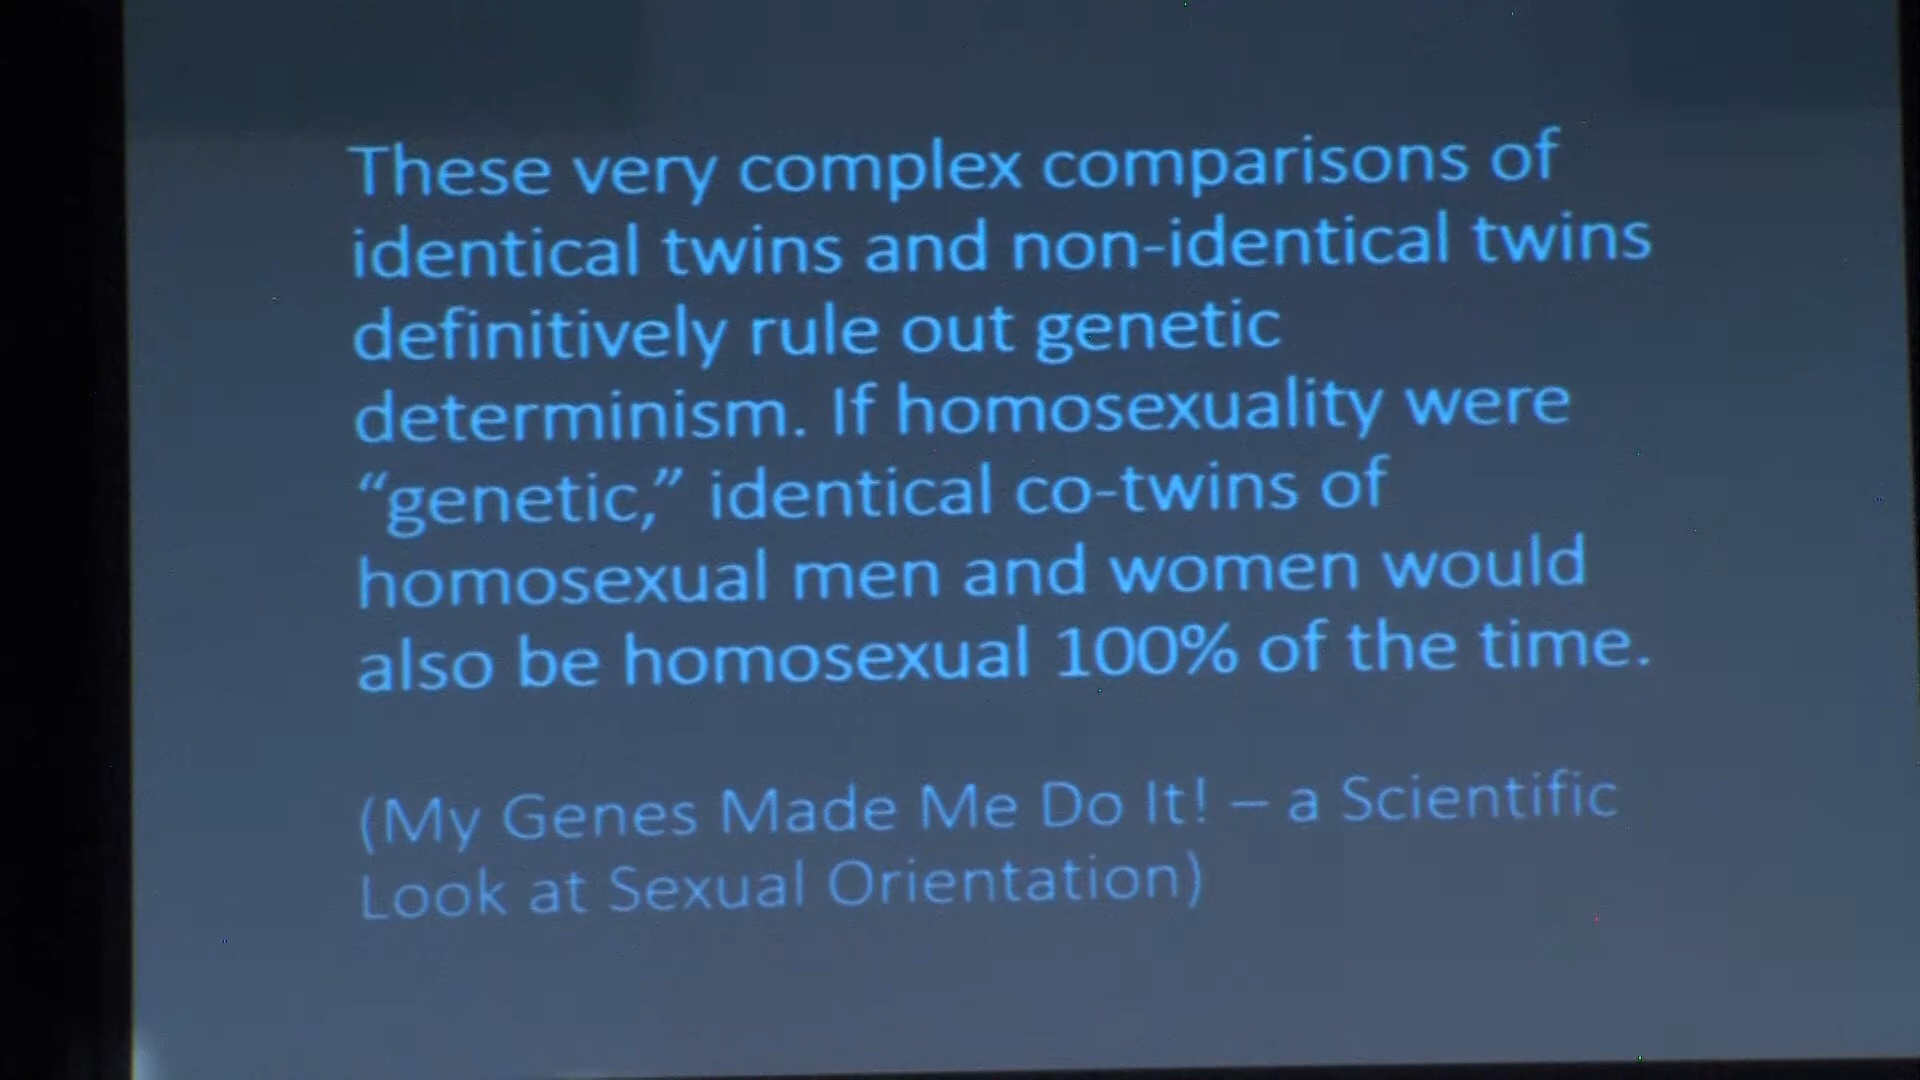 These very complex comparisons of
identical twins and non-identical twins
definitively rule out genetic
determinism. If homosexuality were
“genetic,” identical co-twins of
homosexual men and women would
also be homosexual 100% of the time.
(My Genes Made Me Do It! – a Scientific
Look at Sexual Orientation)